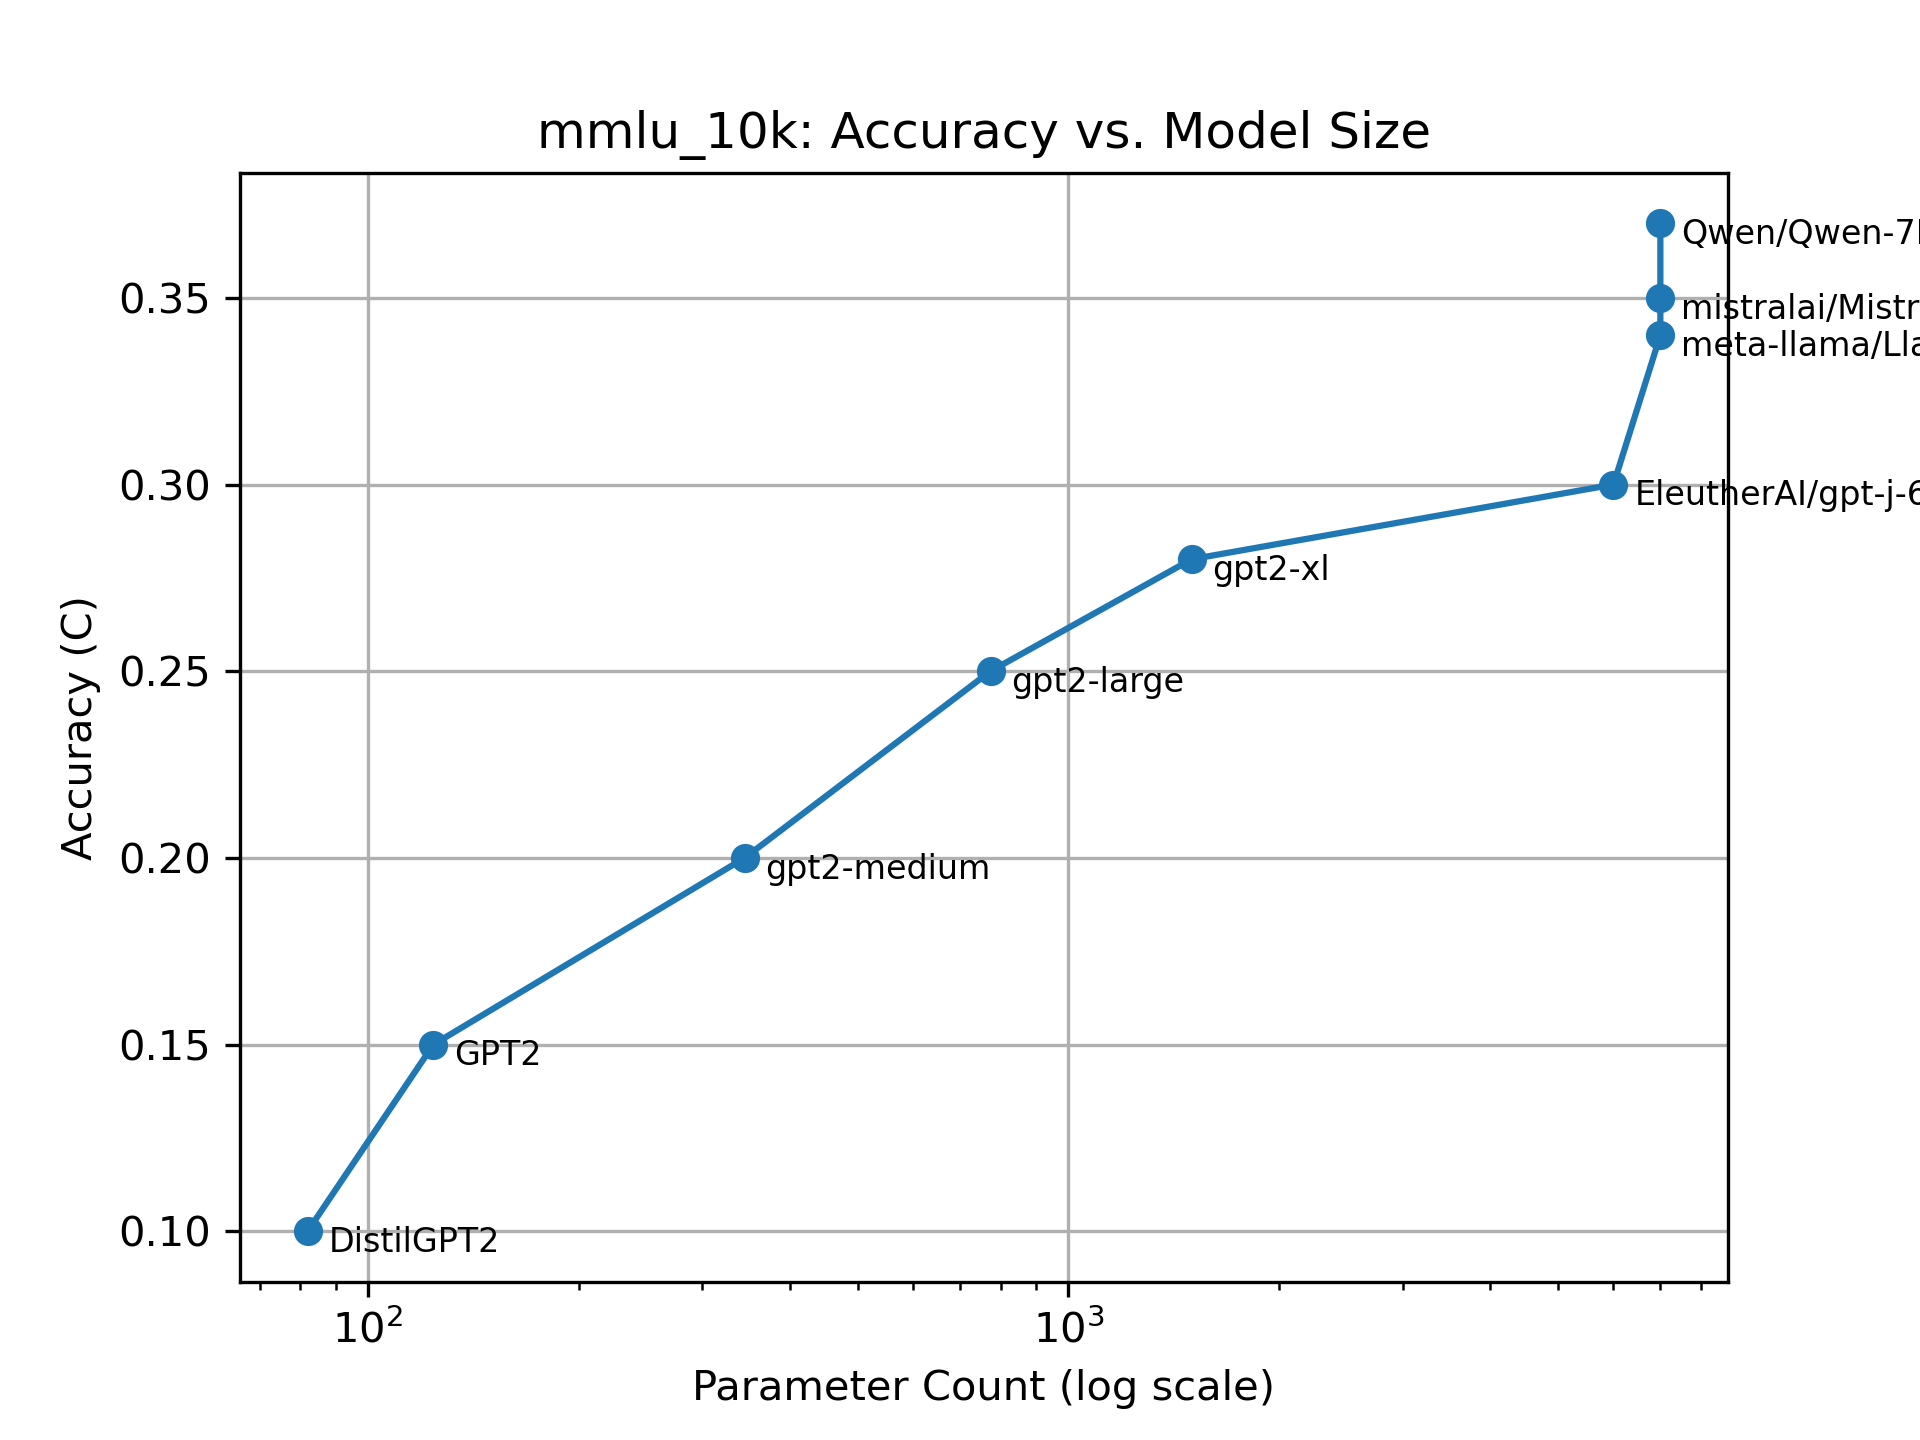 mmlu_10k: Accuracy vs. Model Size
Accuracy (C)
0.35
0.30
0.25
0.20
0.15
0.10
Qwen/Qwen-7
mistralai/Mistr
meta-llama/Lla
EleutherAI/gpt-j-6
gpt2-xl
gpt2-large
gpt2-medium
GPT2
DistilGPT2
10²
10³
Parameter Count (log scale)